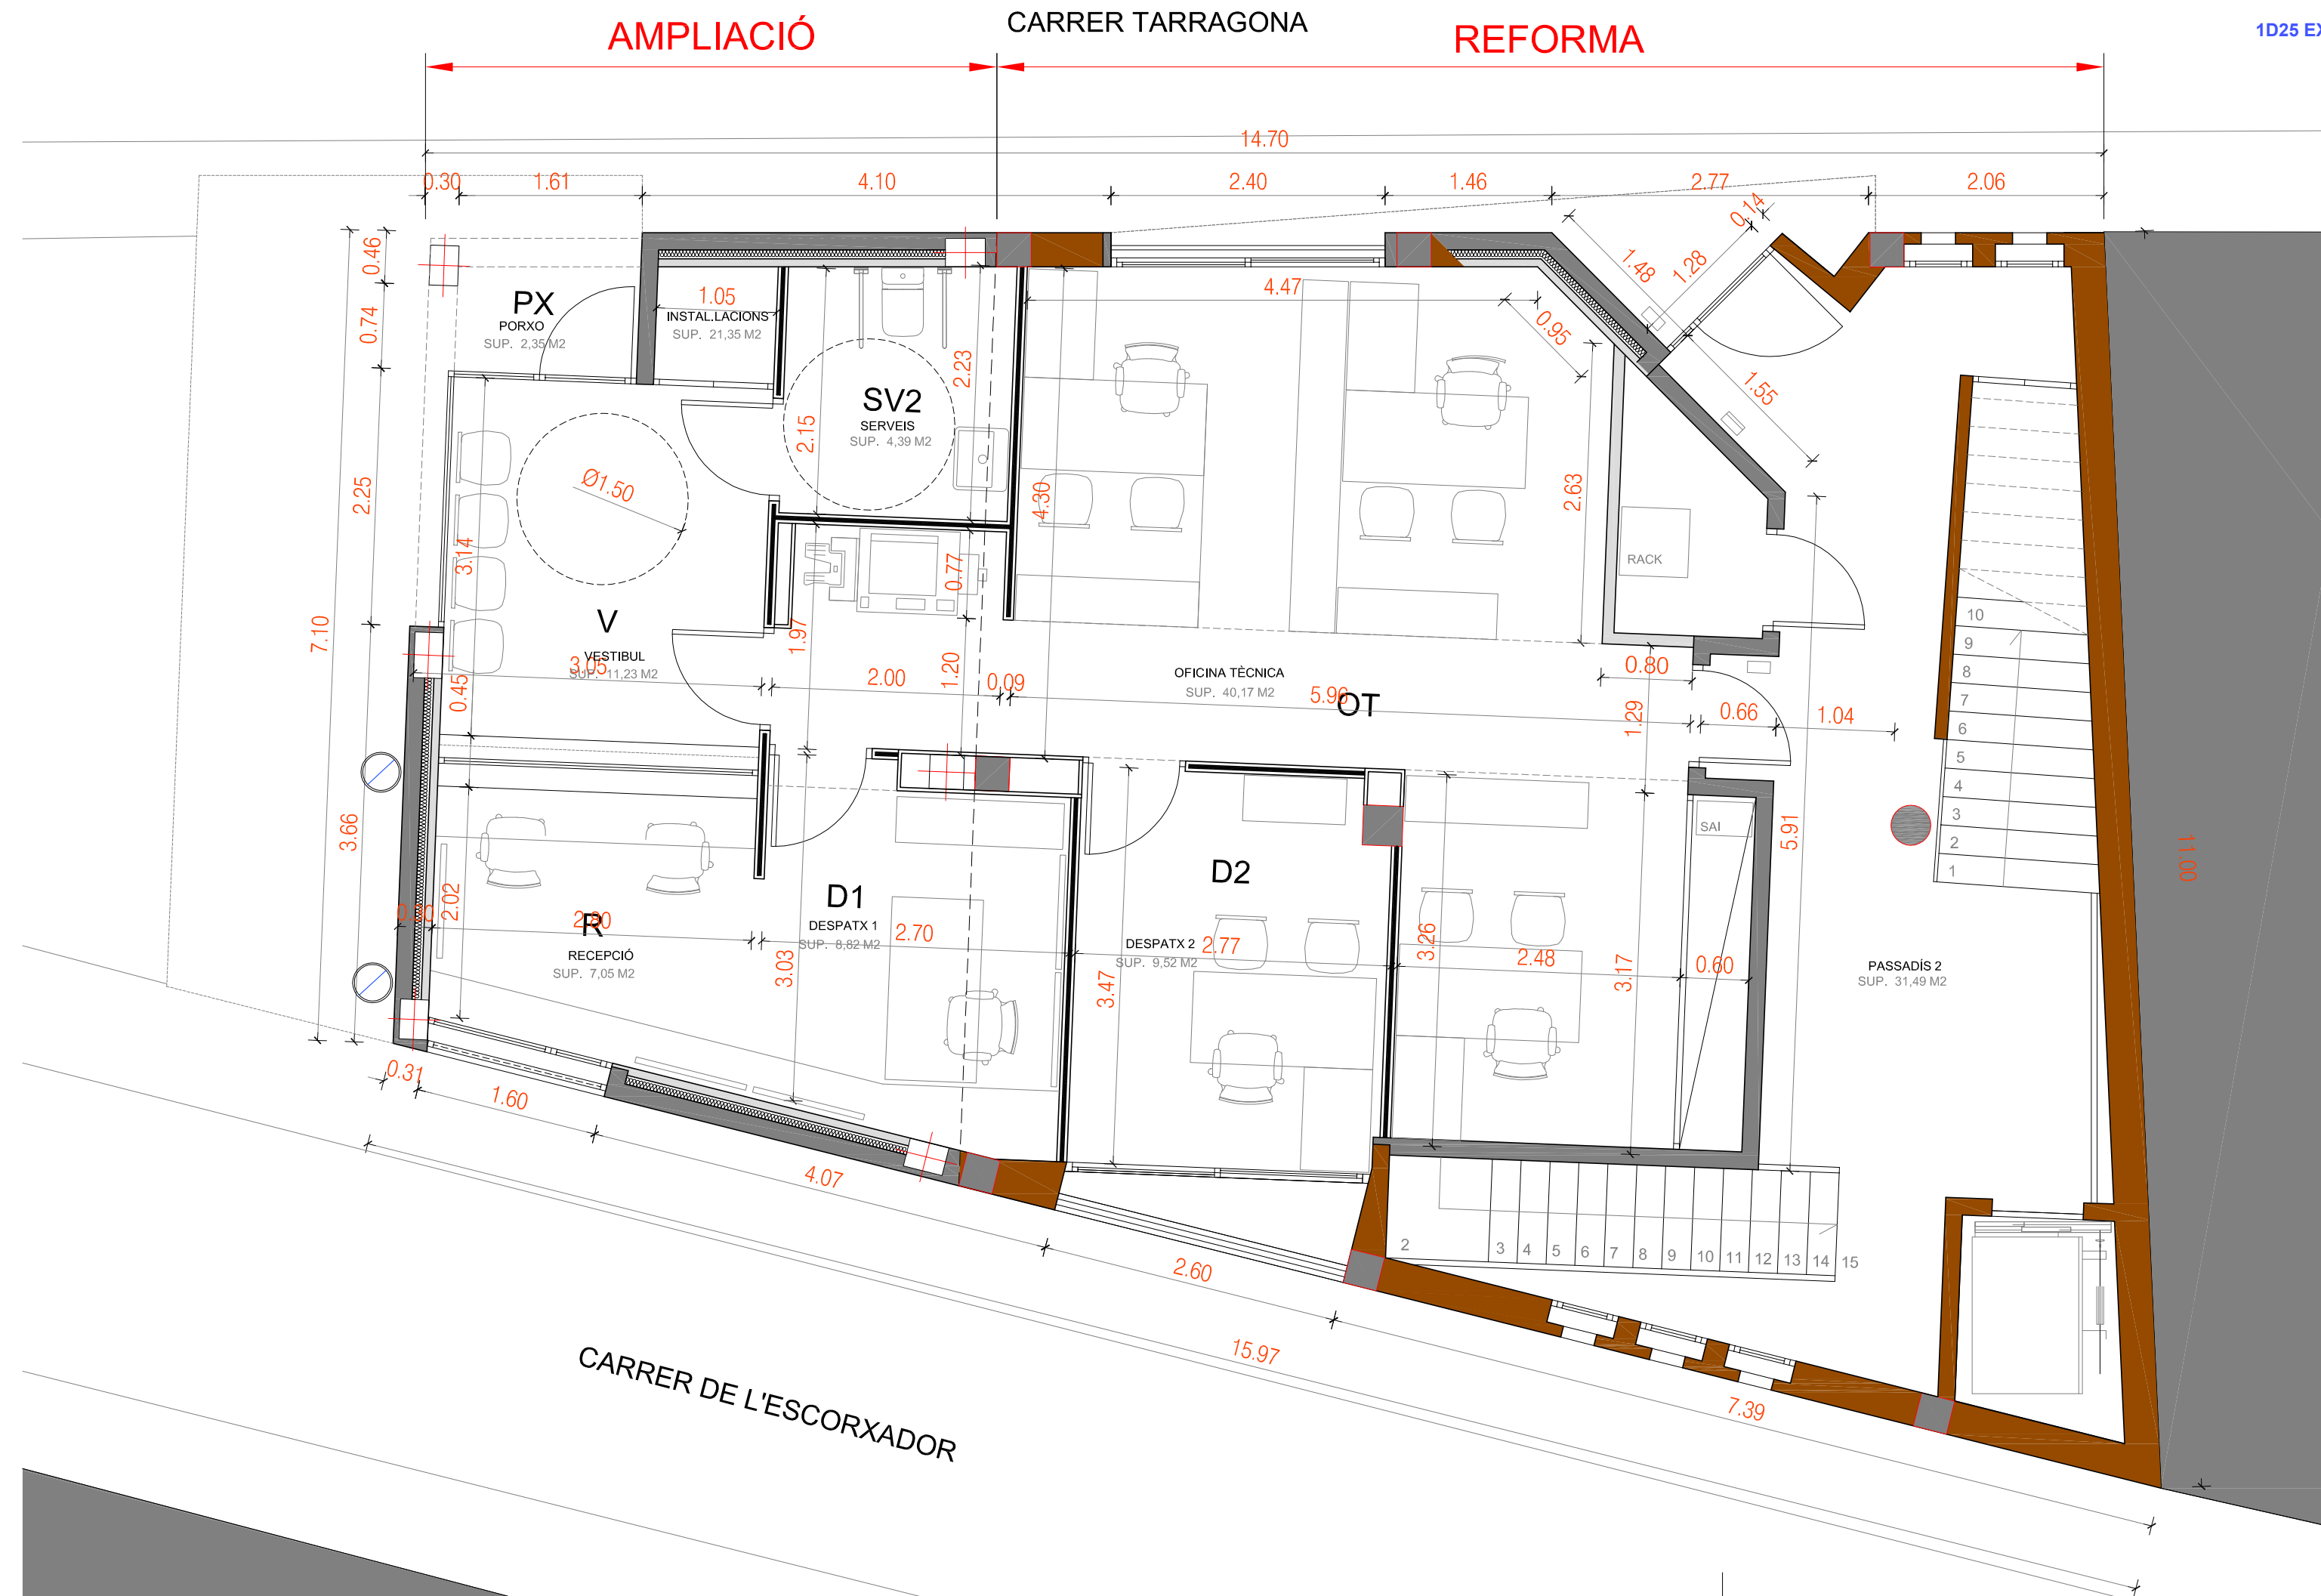 CARRER TARRAGONA
AMPLIACIÓ
REFORMA
14.70
0.30
1.61
4.10
2.40
1.46
2.77
2.06
0.46
0.74
2.25
7.10
3.66
PX
PORXO
SUP. 2,35 M2
1.05
INSTAL.LACIONS
SUP. 21,35 M2
SV2
SERVEIS
SUP. 4,39 M2
2.15
2.23
4.47
0.95
1.48
1.28
0.14
1.55
Ø1.50
3.14
4.30
2.63
RACK
V
VESTIBUL
SUP. 11,23 M2
3.05
0.45
1.97
0.77
1.20
2.00
0.09
OFICINA TÈCNICA
SUP. 40,17 M2
OT
5.96
0.80
1.29
0.66
1.04
10
9
8
7
6
5
4
3
2
1
5.91
11.00
SAI
R
RECEPCIÓ
SUP. 7,05 M2
2.02
D1
DESPATX 1
SUP. 8,82 M2
2.70
3.03
D2
DESPATX 2
SUP. 9,52 M2
2.77
3.47
3.26
2.48
3.17
0.60
PASSADÍS 2
SUP. 31,49 M2
0.31
1.60
4.07
2.60
15.97
7.39
2
3
4
5
6
7
8
9
10
11
12
13
14
15
CARRER DE L'ESCORXADOR